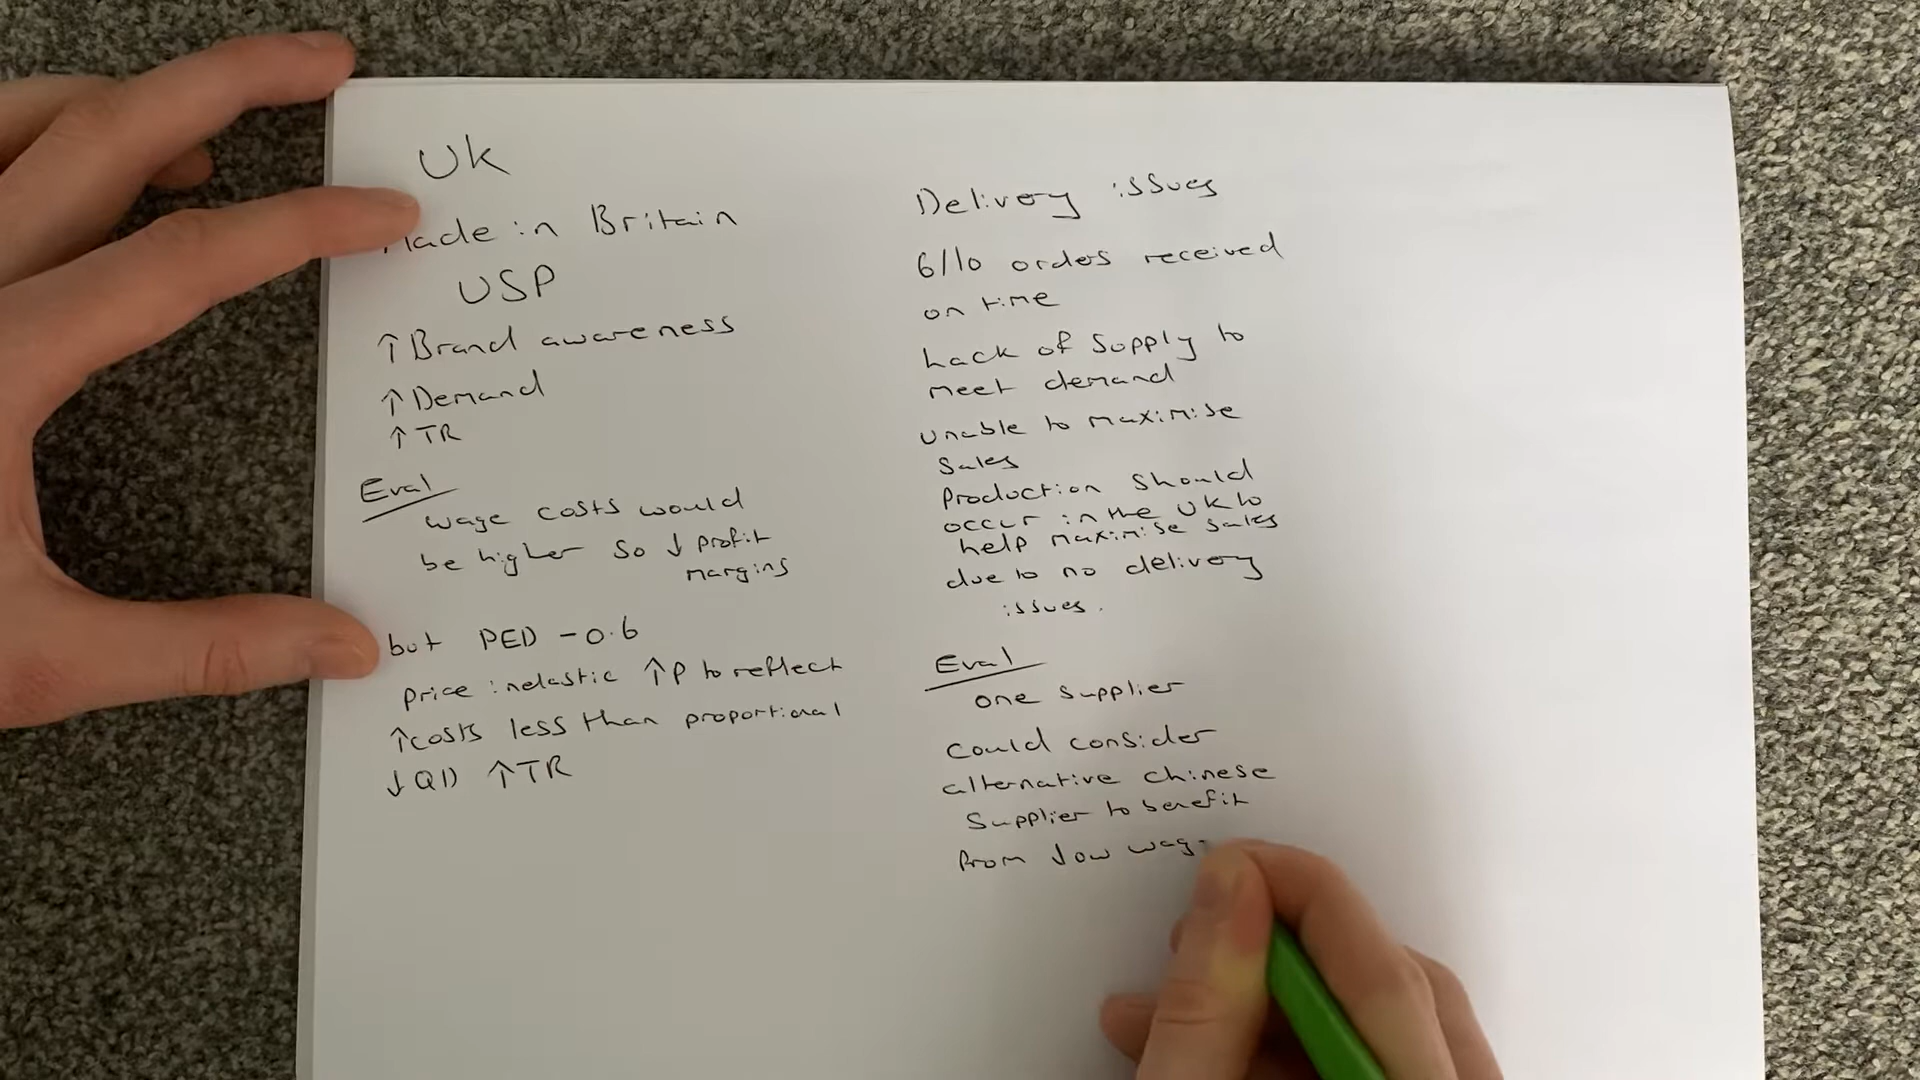 UK
Made in Britain
USP
↑ Brand awareness
↑ Demand
↑ TR
Eval
wage costs would
be higher so ↓ profit
margins
but PED -0.6
price inelastic ↑P to reflect
↑costs less than proportional
↓ QD ↑TR
Delivery issues
6/10 orders received
on time
Lack of supply to
meet demand
unable to maximise
sales
Production should
occur in the UK to
help maximise sales
due to no delivery
issues.
Eval
one supplier
could consider
alternative chinese
supplier to benefit
from low wag